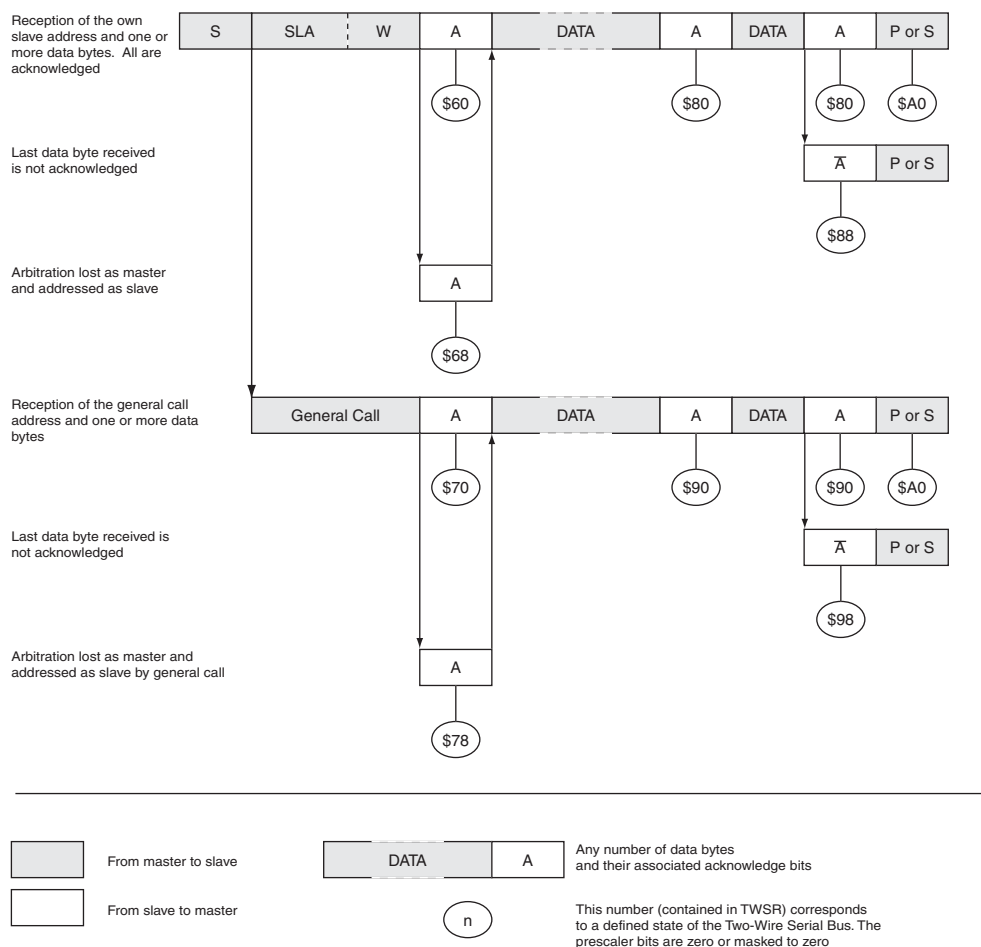 Reception of the own
slave address and one or
more data bytes. All are
acknowledged
S SLA W A DATA A DATA A P or S
$60 $80 $80 $A0
Last data byte received
is not acknowledged
A̅ P or S
$88
Arbitration lost as master
and addressed as slave
A
$68
Reception of the general call
address and one or more data
bytes
General Call A DATA A DATA A P or S
$70 $90 $90 $A0
Last data byte received is
not acknowledged
A̅ P or S
$98
Arbitration lost as master and
addressed as slave by general call
A
$78
From master to slave
DATA A
Any number of data bytes
and their associated acknowledge bits
From slave to master
n
This number (contained in TWSR) corresponds
to a defined state of the Two-Wire Serial Bus. The
prescaler bits are zero or masked to zero